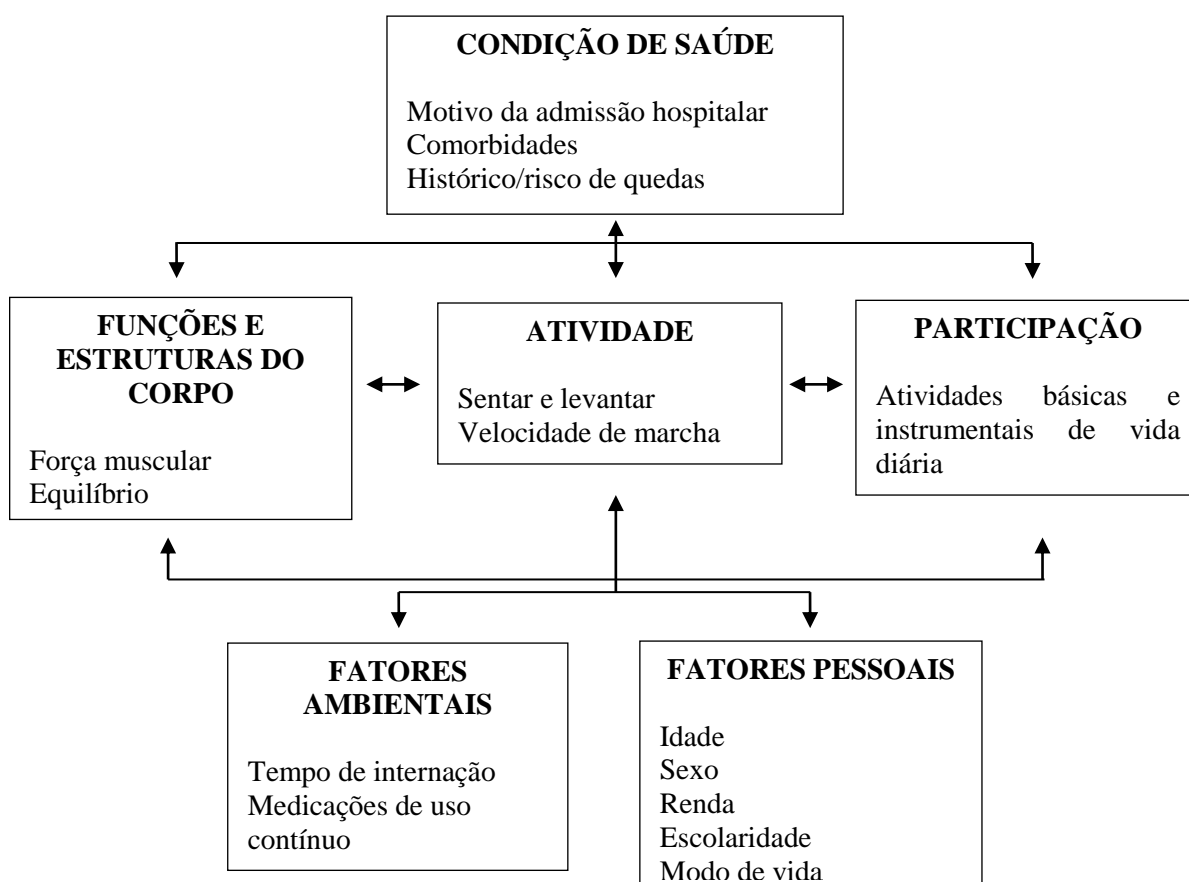 CONDIÇÃO DE SAÚDE
Motivo da admissão hospitalar
Comorbidades
Histórico/risco de quedas
FUNÇÕES E
ESTRUTURAS DO
CORPO
Força muscular
Equilíbrio
ATIVIDADE
Sentar e levantar
Velocidade de marcha
PARTICIPAÇÃO
Atividades básicas e
instrumentais de vida
diária
FATORES
AMBIENTAIS
Tempo de internação
Medicações de uso
contínuo
FATORES PESSOAIS
Idade
Sexo
Renda
Escolaridade
Modo de vida